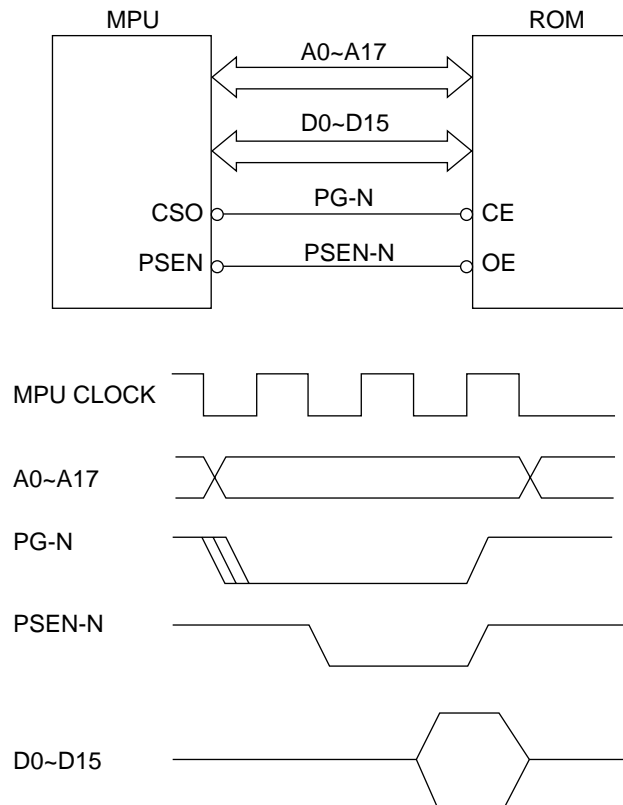 MPU ROM
A0~A17
D0~D15
CSO PG-N CE
PSEN PSEN-N OE
MPU CLOCK
A0~A17
PG-N
PSEN-N
D0~D15